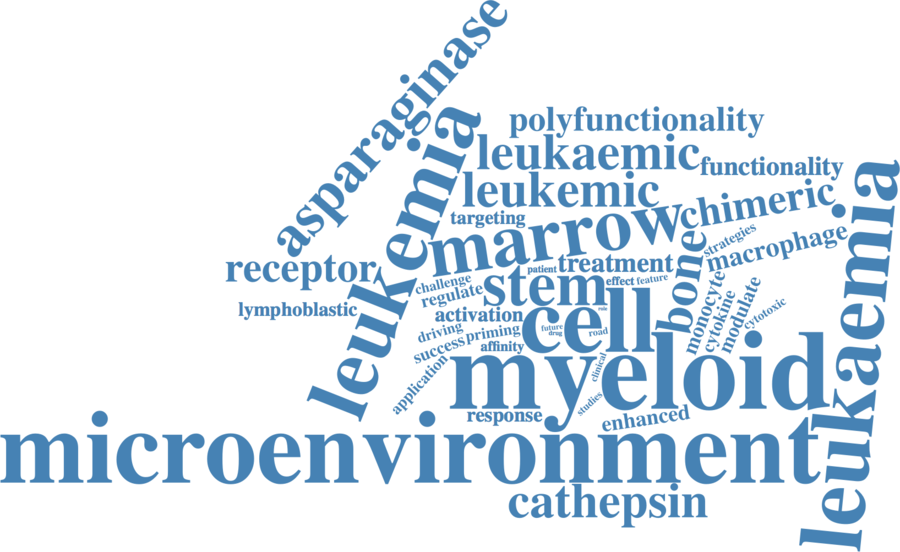 asparaginase
polyfunctionality
leukemia
leukaemic
functionality
leukemic
chimeric
leukaemia
targeting
marrow
strategies
macrophage
bone
receptor
patient
treatment
challenge
stem
effect
feature
monocyte
cytokine
modulate
cytotoxic
regulate
lymphoblastic
activation
cell
future
drug
road
driving
priming
success
affinity
myeloid
clinical
application
studies
response
enhanced
microenvironment
cathepsin